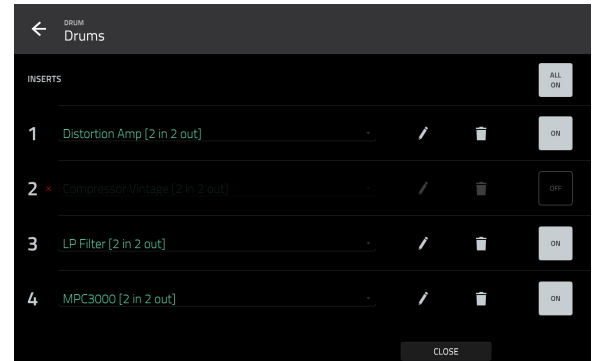 DRUM
Drums
INSERTS
ALL
ON
1 Distortion Amp [2 in 2 out] ON
2 × Compressor Vintage [2 in 2 out] OFF
3 LP Filter [2 in 2 out] ON
4 MPC3000 [2 in 2 out] ON
CLOSE